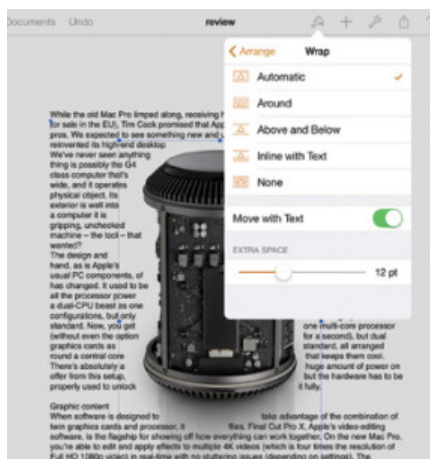 Documents Undo review
Arrange Wrap
Automatic
Around
Above and Below
Inline with Text
None
Move with Text
EXTRA SPACE
12 pt
While the old Mac Pro limped along, receiving
for sale in the EU), Tim Cook promised that App
pros. We expected to see something new and
reinvented its high-end desktop
We've never seen anything
thing is possibly the G4
class computer that's
wide, and it operates
physical object, its
exterior is well into
a computer it is
gripping, unchecked
machine – the tool – that
wanted?
The design and
hand, as is Apple's
usual PC components, of
has changed. It used to be
all the processor power
a dual-CPU beast as one
configurations, but only one multi-core processor
standard. Now, you get for a second), but dual
(without even the option standard, all arranged
graphics cards as that keeps them cool.
round a central core huge amount of power on
There's absolutely a but the hardware has to be
offer from this setup, it fully.
properly used to unlock
Graphic content
When software is designed to take advantage of the combination of
twin graphics cards and processor, it flies. Final Cut Pro X, Apple's video-editing
software, is the flagship for showing off how everything can work together. On the new Mac Pro,
you're able to edit and apply effects to multiple 4K videos (which is four times the resolution of
Full HD 1080p video) in real-time with no stuttering issues (depending on settings). The